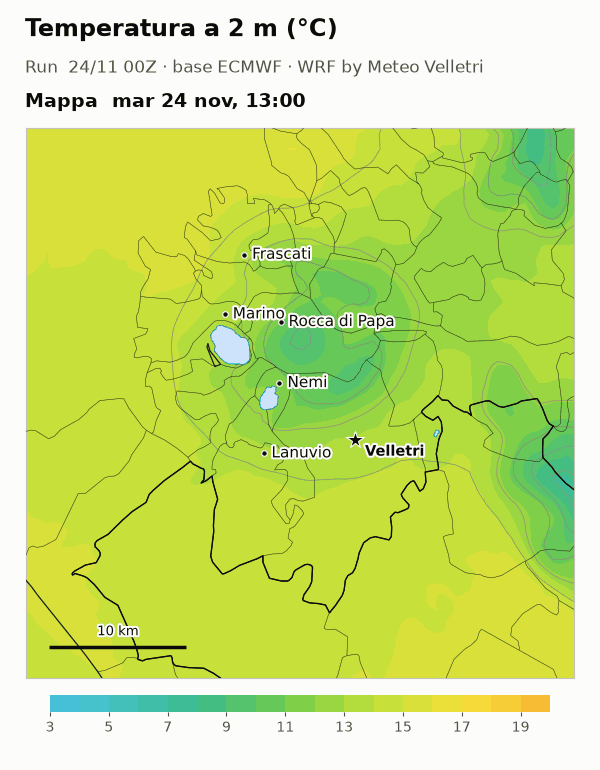 Temperatura a 2 m (°C)
Run  24/11 00Z · base ECMWF · WRF by Meteo Velletri
Mappa  mar 24 nov, 13:00
Frascati
Marino
Rocca di Papa
Nemi
Velletri
Lanuvio
10 km
3 5 7 9 11 13 15 17 19